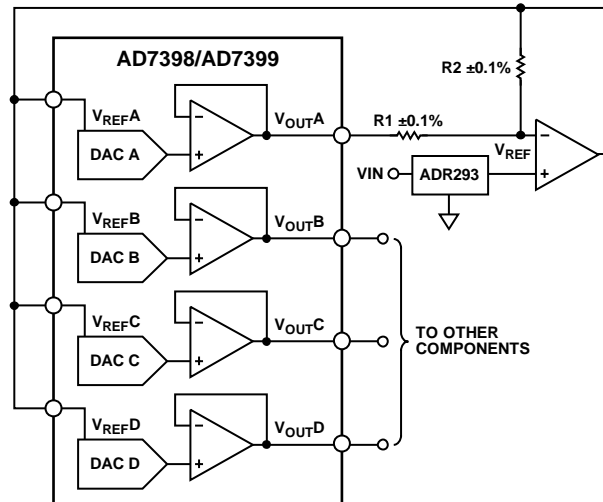 AD7398/AD7399
R2 ±0.1%
R1 ±0.1%
VREFA
VOUTA
DAC A
VREF
VIN
ADR293
VREFB
VOUTB
DAC B
VREFC
VOUTC
DAC C
TO OTHER
COMPONENTS
VREFD
VOUTD
DAC D
− + − + − + − + − +